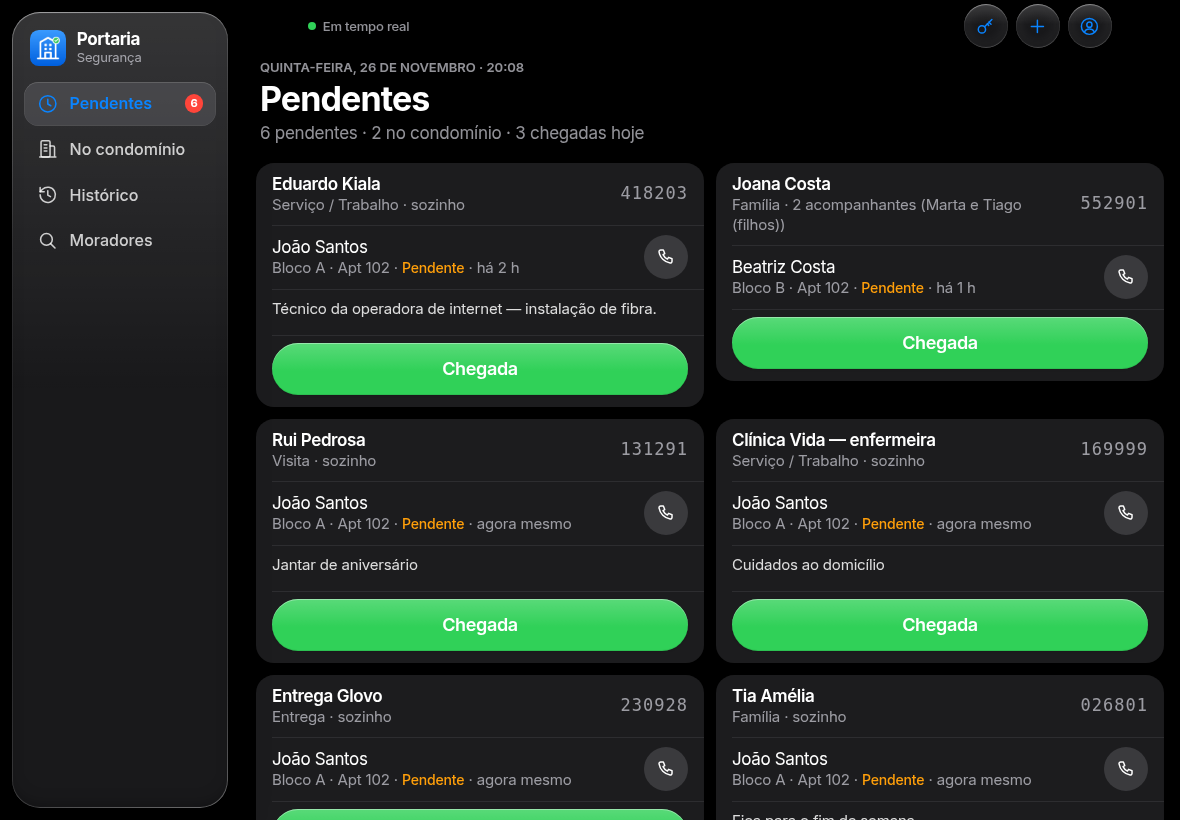 Portaria
Segurança
Pendentes 6
No condomínio
Histórico
Moradores
Em tempo real
QUINTA-FEIRA, 26 DE NOVEMBRO · 20:08
Pendentes
6 pendentes · 2 no condomínio · 3 chegadas hoje
Eduardo Kiala
Serviço / Trabalho · sozinho
418203
João Santos
Bloco A · Apt 102 · Pendente · há 2 h
Técnico da operadora de internet — instalação de fibra.
Chegada
Joana Costa
Família · 2 acompanhantes (Marta e Tiago
(filhos))
552901
Beatriz Costa
Bloco B · Apt 102 · Pendente · há 1 h
Chegada
Rui Pedrosa
Visita · sozinho
131291
João Santos
Bloco A · Apt 102 · Pendente · agora mesmo
Jantar de aniversário
Chegada
Clínica Vida — enfermeira
Serviço / Trabalho · sozinho
169999
João Santos
Bloco A · Apt 102 · Pendente · agora mesmo
Cuidados ao domicílio
Chegada
Entrega Glovo
Entrega · sozinho
230928
João Santos
Bloco A · Apt 102 · Pendente · agora mesmo
Tia Amélia
Família · sozinho
026801
João Santos
Bloco A · Apt 102 · Pendente · agora mesmo